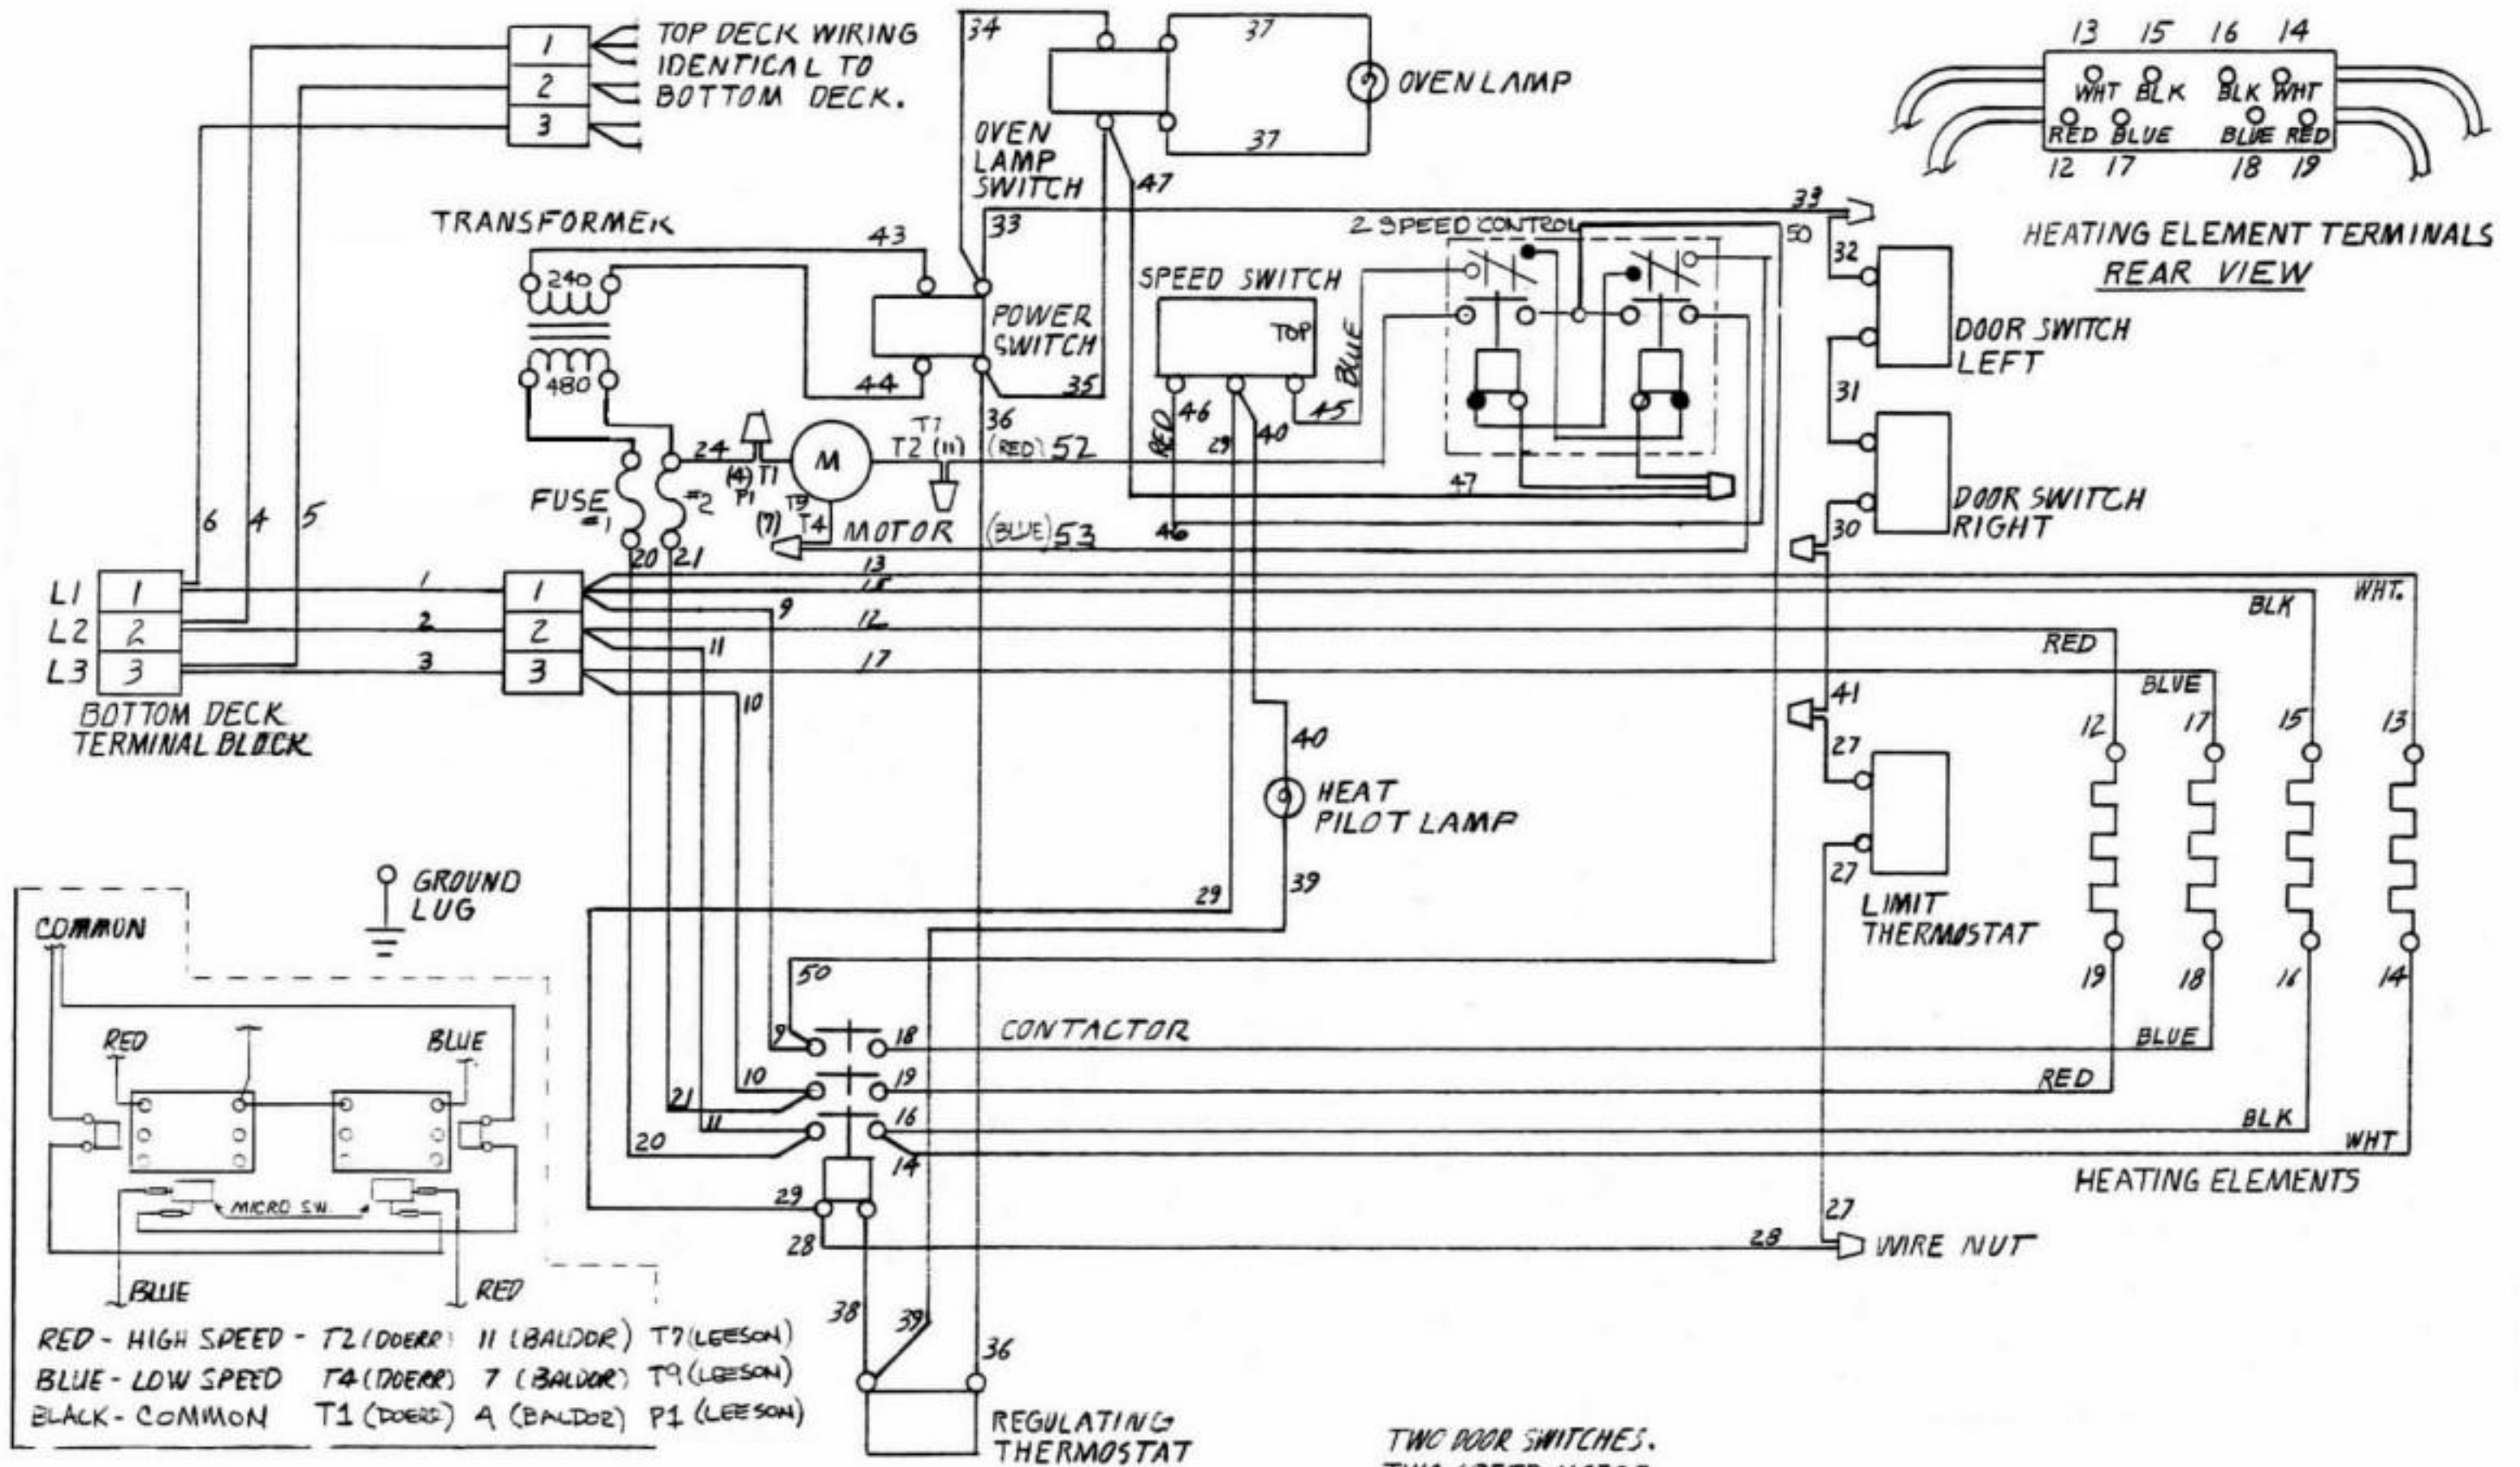 1
2
3
TOP DECK WIRING
IDENTICAL TO
BOTTOM DECK.
34
37
37
OVEN LAMP
OVEN
LAMP
SWITCH
47
13 15 16 14
WHT BLK BLK WHT
RED BLUE BLUE RED
12 17 18 19
HEATING ELEMENT TERMINALS
REAR VIEW
TRANSFORMER
240
480
43
44
33
33
POWER
SWITCH
35
36
SPEED SWITCH
TOP
2 SPEED CONTROL
50
BLUE
45
RED
46
29
40
47
46
32
DOOR SWITCH
LEFT
31
DOOR SWITCH
RIGHT
30
FUSE
#1
#2
24
(4) T1
P1
M
T9
(7) T4
T7
T2 (11)
(RED) 52
MOTOR
(BLUE) 53
20
21
6
4
5
L1
L2
L3
1
2
3
BOTTOM DECK
TERMINAL BLOCK
1
2
3
1
2
3
13
15
9
12
11
17
10
WHT.
BLK
RED
BLUE
41
27
12
17
15
13
40
HEAT
PILOT LAMP
39
29
27
LIMIT
THERMOSTAT
19
18
16
14
GROUND
LUG
COMMON
RED
BLUE
MICRO SW.
BLUE
RED
50
CONTACTOR
9
18
BLUE
10
19
RED
21
11
16
BLK
20
14
WHT
HEATING ELEMENTS
29
28
28
27
WIRE NUT
38
39
36
REGULATING
THERMOSTAT
RED - HIGH SPEED - T2 (DOERR) 11 (BALDOR) T7 (LEESON)
BLUE - LOW SPEED T4 (DOERR) 7 (BALDOR) T9 (LEESON)
BLACK - COMMON T1 (DOERR) 4 (BALDOR) P1 (LEESON)
TWO DOOR SWITCHES.